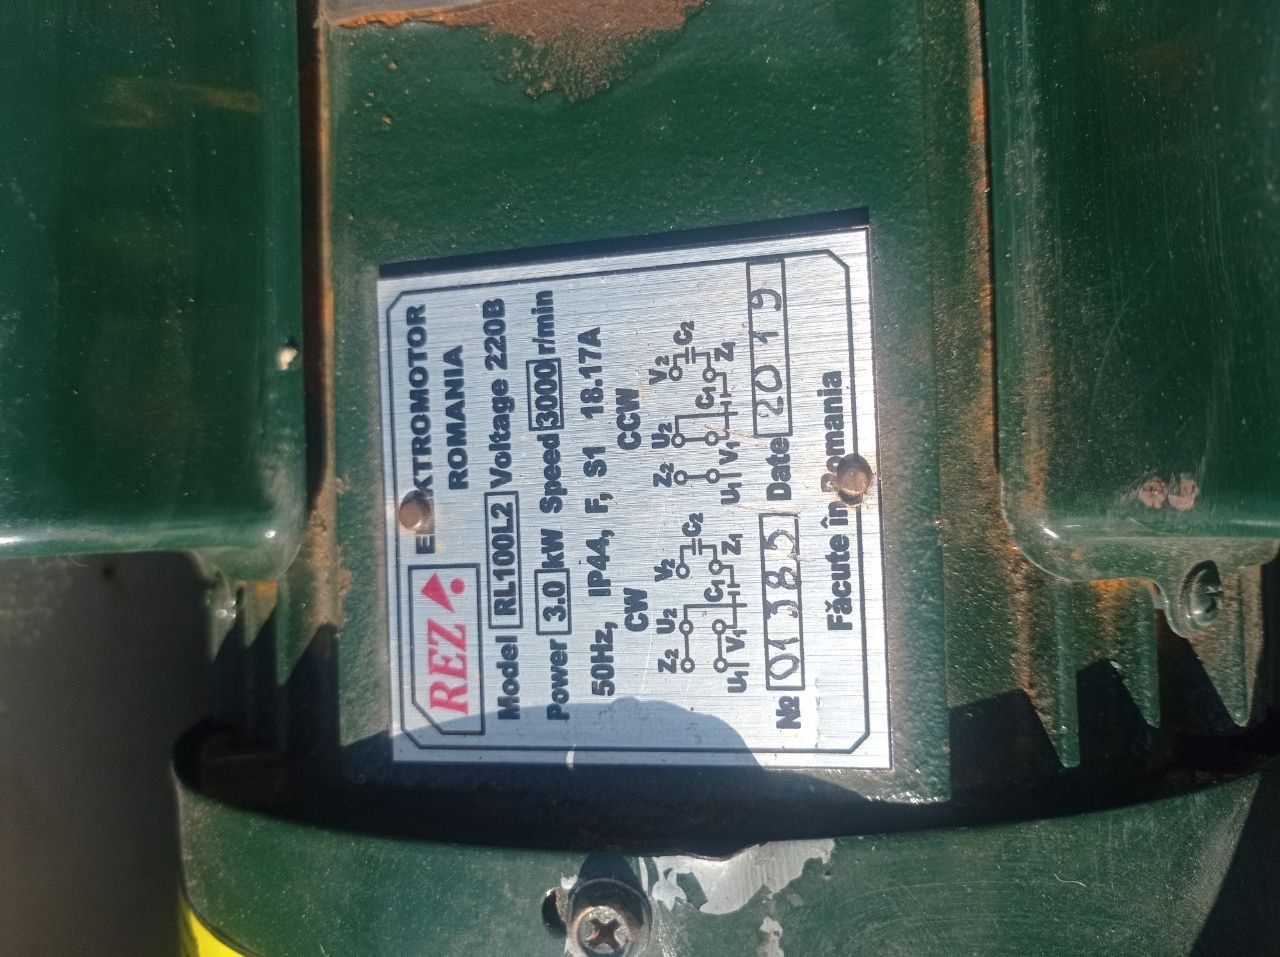 REZ
ROMANIA
Model RL100L2 Voltage 220B
Power 3.0 kW Speed 3000 r/min
50Hz, IP44, F, S1 18.17A
CW CCW
Z2 U2 V2 Z2 U2 V2
C1 C2 C1 C2
U1 V1 Z1 U1 V1 Z1
№ 01385 Date 2019
Făcute în Romania